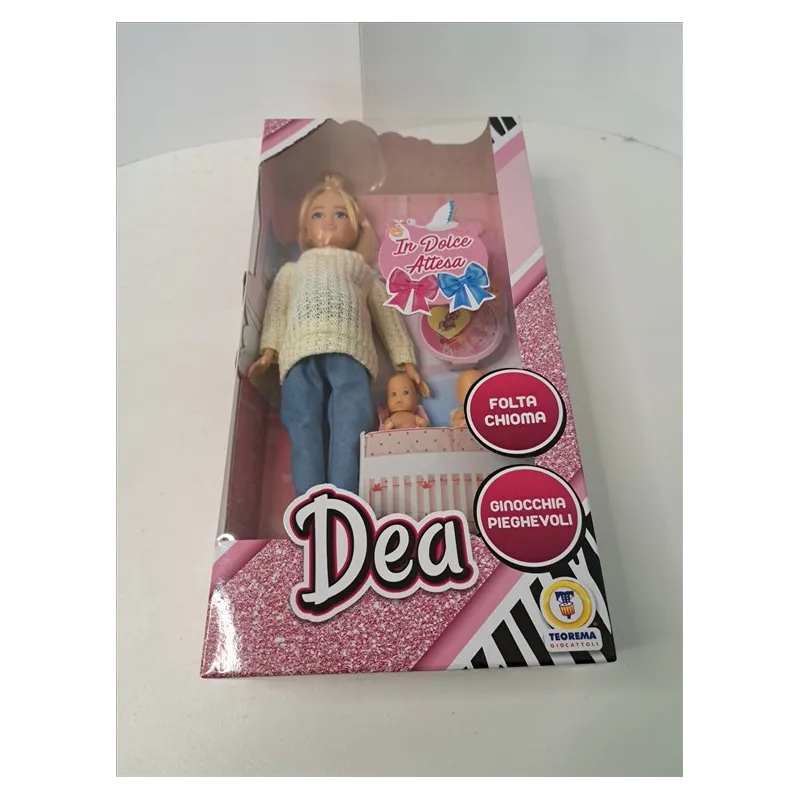 In Dolce
Attesa
FOLTA
CHIOMA
GINOCCHIA
PIEGHEVOLI
Dea
TEOREMA
GIOCATTOLI